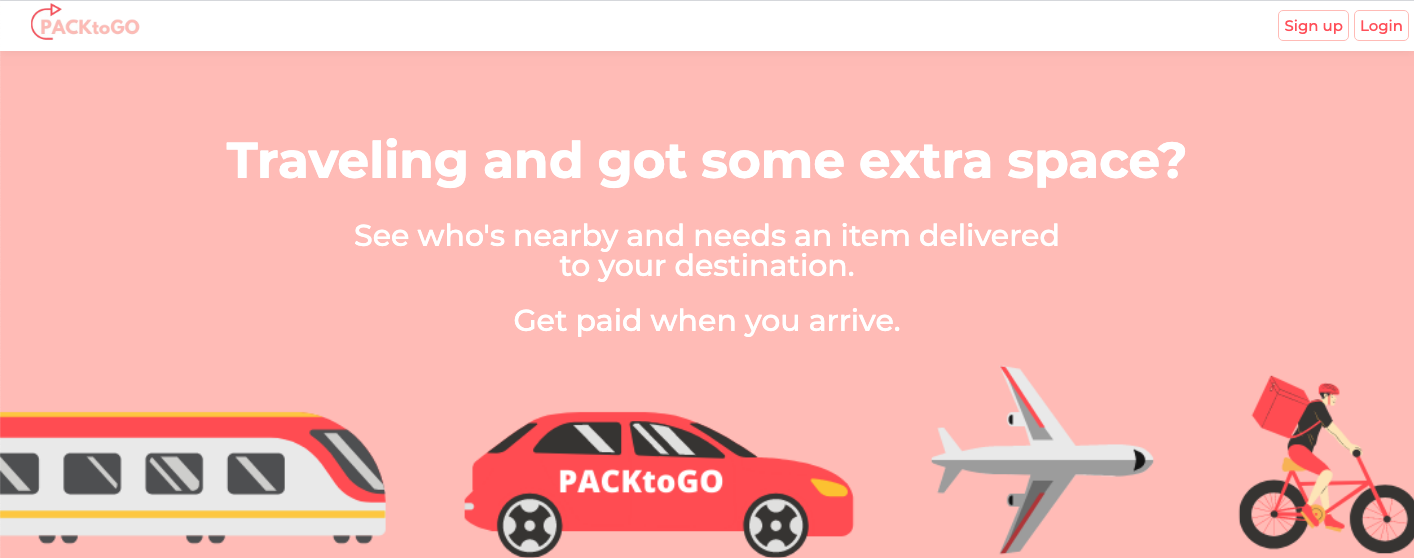 PACKtoGO
Sign up
Login
Traveling and got some extra space?
See who's nearby and needs an item delivered
to your destination.
Get paid when you arrive.
PACKtoGO